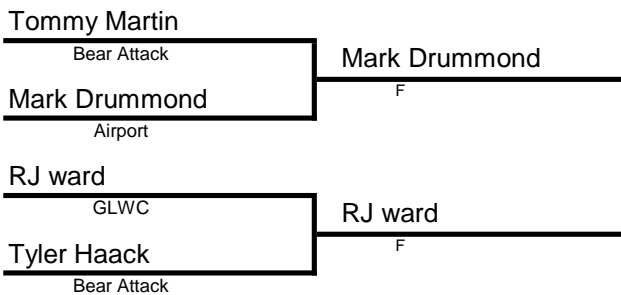 Tommy Martin
Bear Attack
Mark Drummond
F
Mark Drummond
Airport
RJ ward
GLWC
RJ ward
F
Tyler Haack
Bear Attack